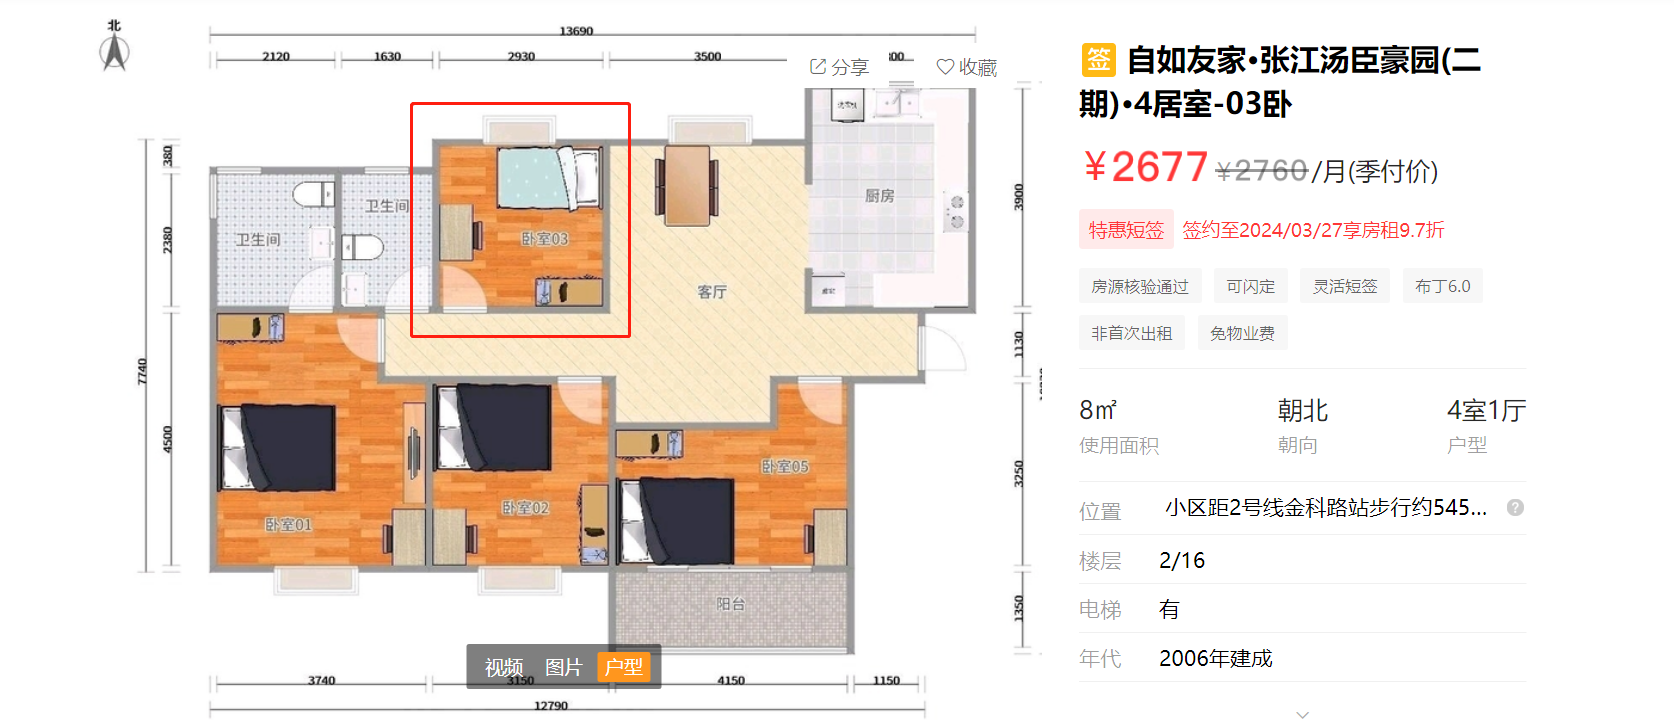 北
13690
2120
1630
2930
3500
分享
收藏
380
2380
7740
4500
3900
1130
3250
1350
卫生间
卫生间
卧室03
客厅
厨房
卧室01
卧室02
卧室05
阳台
视频 图片 户型
3740
3150
4150
1150
12790
签 自如友家•张江汤臣豪园(二
期)•4居室-03卧
¥2677 ¥2760/月(季付价)
特惠短签 签约至2024/03/27享房租9.7折
房源核验通过 可闪定 灵活短签 布丁6.0
非首次出租 免物业费
8㎡ 朝北 4室1厅
使用面积 朝向 户型
位置 小区距2号线金科路站步行约545... ?
楼层 2/16
电梯 有
年代 2006年建成